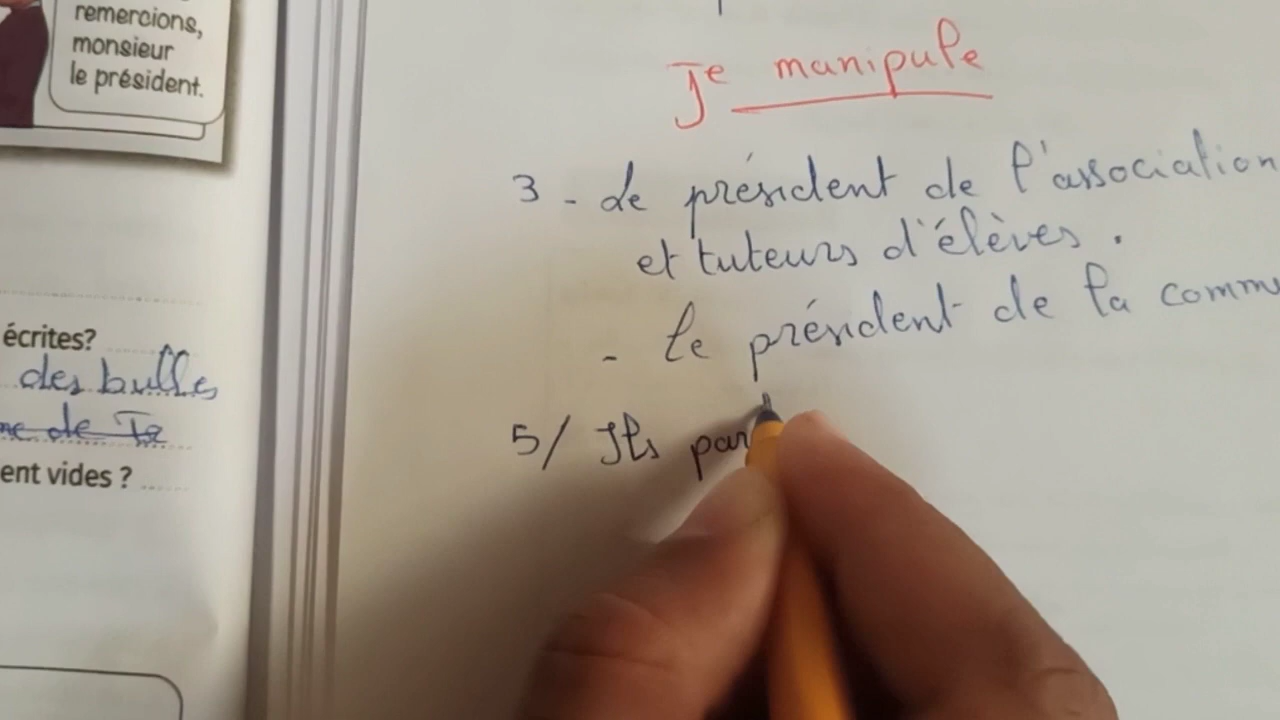 remercions,
monsieur
le président.
écrites?
des bulles
ent vides ?
Je manipule
3 - Le président de l'association
et tuteurs d'élèves .
- Le président de la commu
5/ Ils par